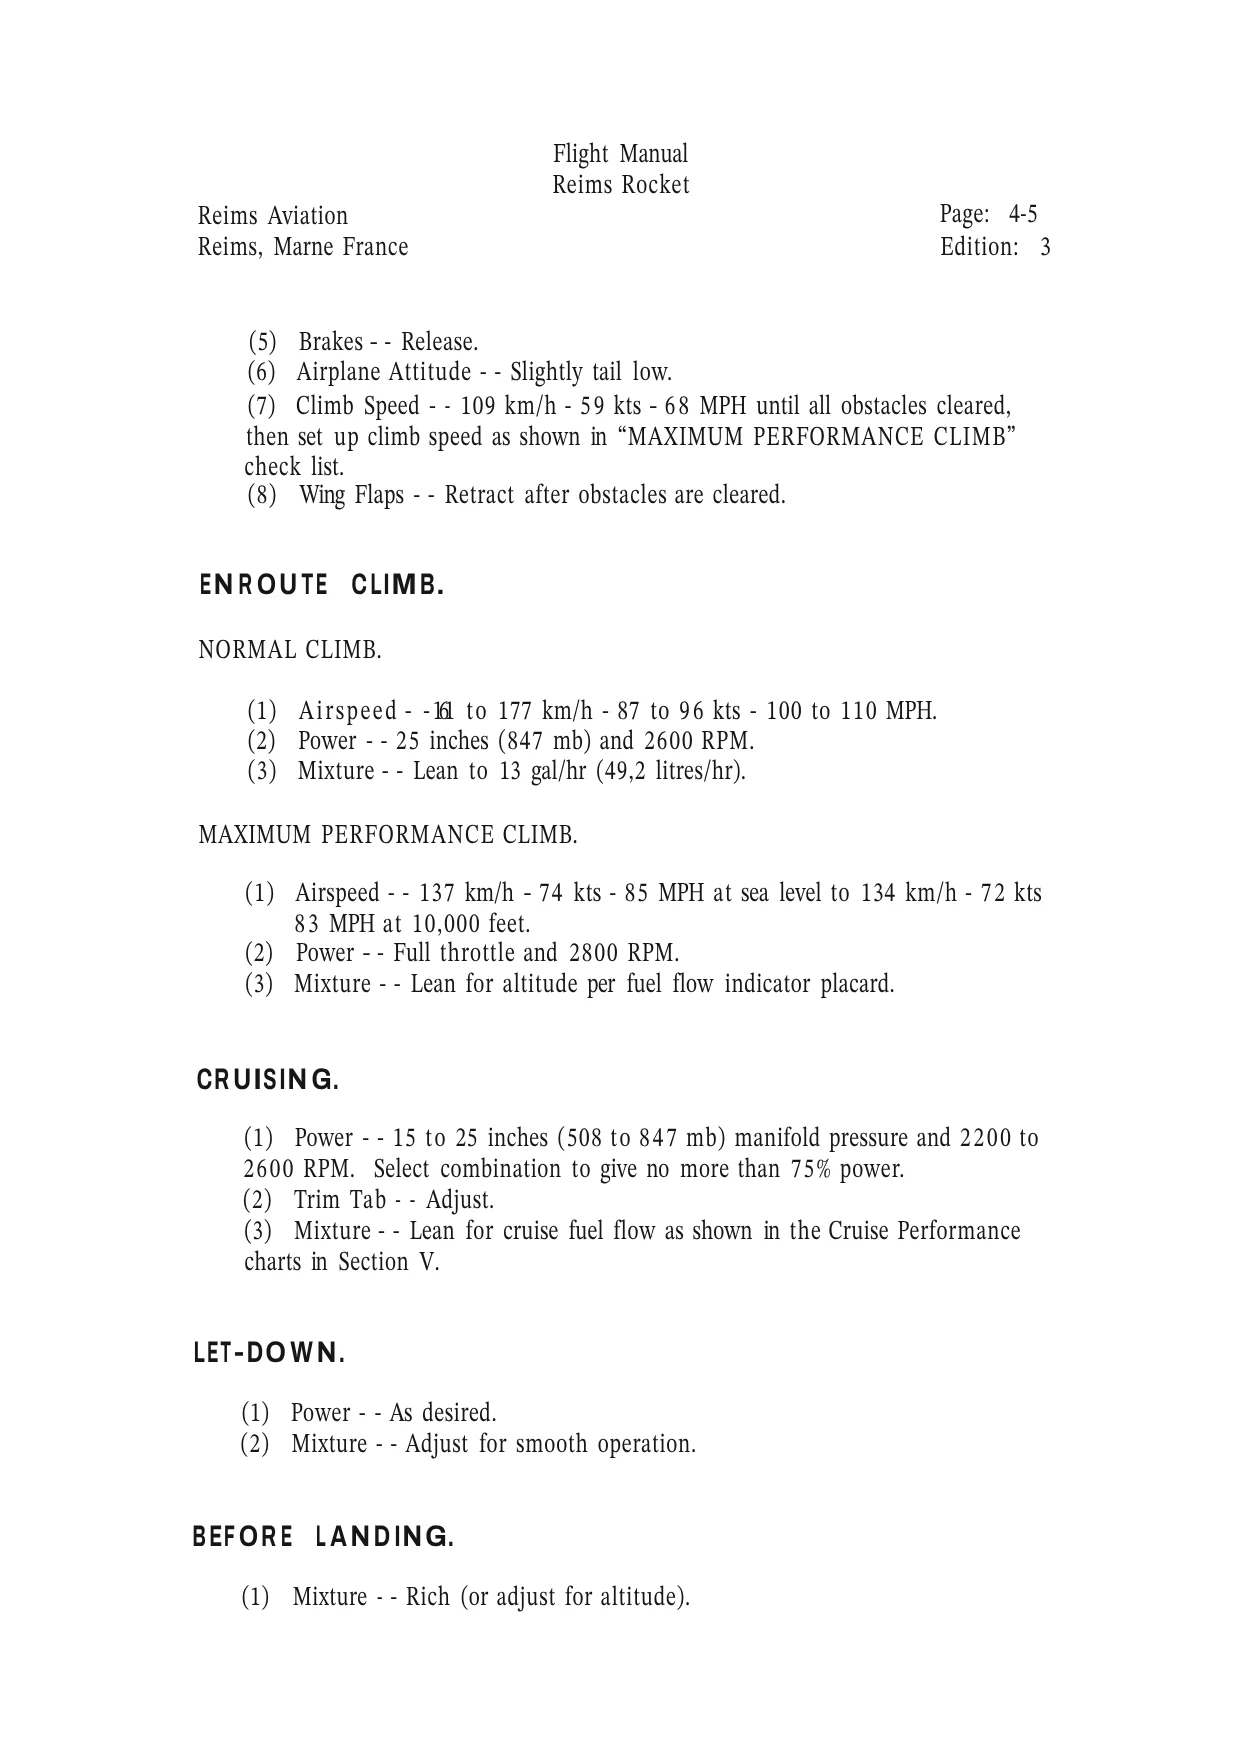 Flight Manual
Reims Rocket
Reims Aviation
Page: 4-5
Reims, Marne France
Edition: 3
(5) Brakes - - Release.
(6) Airplane Attitude - - Slightly tail low.
(7) Climb Speed - - 109 km/h - 59 kts - 68 MPH until all obstacles cleared,
then set up climb speed as shown in “MAXIMUM PERFORMANCE CLIMB”
check list.
(8) Wing Flaps - - Retract after obstacles are cleared.
ENROUTE CLIMB.
NORMAL CLIMB.
(1) Airspeed - - 161 to 177 km/h - 87 to 96 kts - 100 to 110 MPH.
(2) Power - - 25 inches (847 mb) and 2600 RPM.
(3) Mixture - - Lean to 13 gal/hr (49,2 litres/hr).
MAXIMUM PERFORMANCE CLIMB.
(1) Airspeed - - 137 km/h - 74 kts - 85 MPH at sea level to 134 km/h - 72 kts
83 MPH at 10,000 feet.
(2) Power - - Full throttle and 2800 RPM.
(3) Mixture - - Lean for altitude per fuel flow indicator placard.
CRUISING.
(1) Power - - 15 to 25 inches (508 to 847 mb) manifold pressure and 2200 to
2600 RPM. Select combination to give no more than 75% power.
(2) Trim Tab - - Adjust.
(3) Mixture - - Lean for cruise fuel flow as shown in the Cruise Performance
charts in Section V.
LET-DOWN.
(1) Power - - As desired.
(2) Mixture - - Adjust for smooth operation.
BEFORE LANDING.
(1) Mixture - - Rich (or adjust for altitude).